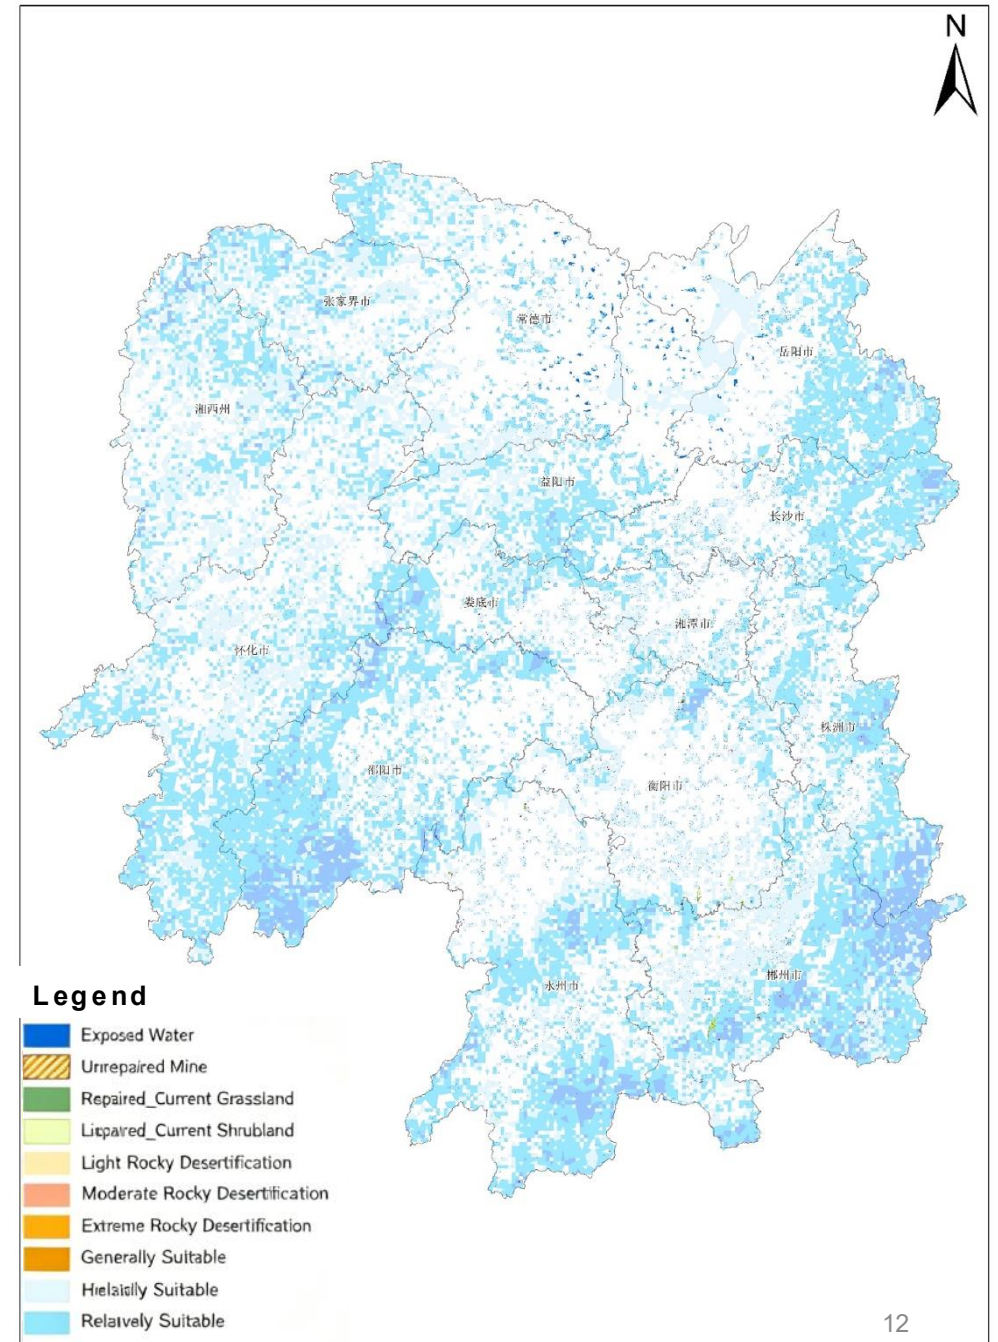 N
张家界市
常德市
岳阳市
湘西州
益阳市
长沙市
娄底市
湘潭市
怀化市
株洲市
邵阳市
衡阳市
郴州市
永州市
Legend
Exposed Water
Unrepaired Mine
Repaired_Current Grassland
Litpaired_Current Shrubland
Light Rocky Desertification
Moderate Rocky Desertification
Extreme Rocky Desertification
Generally Suitable
Suitable
Relaıvely Suitable
12